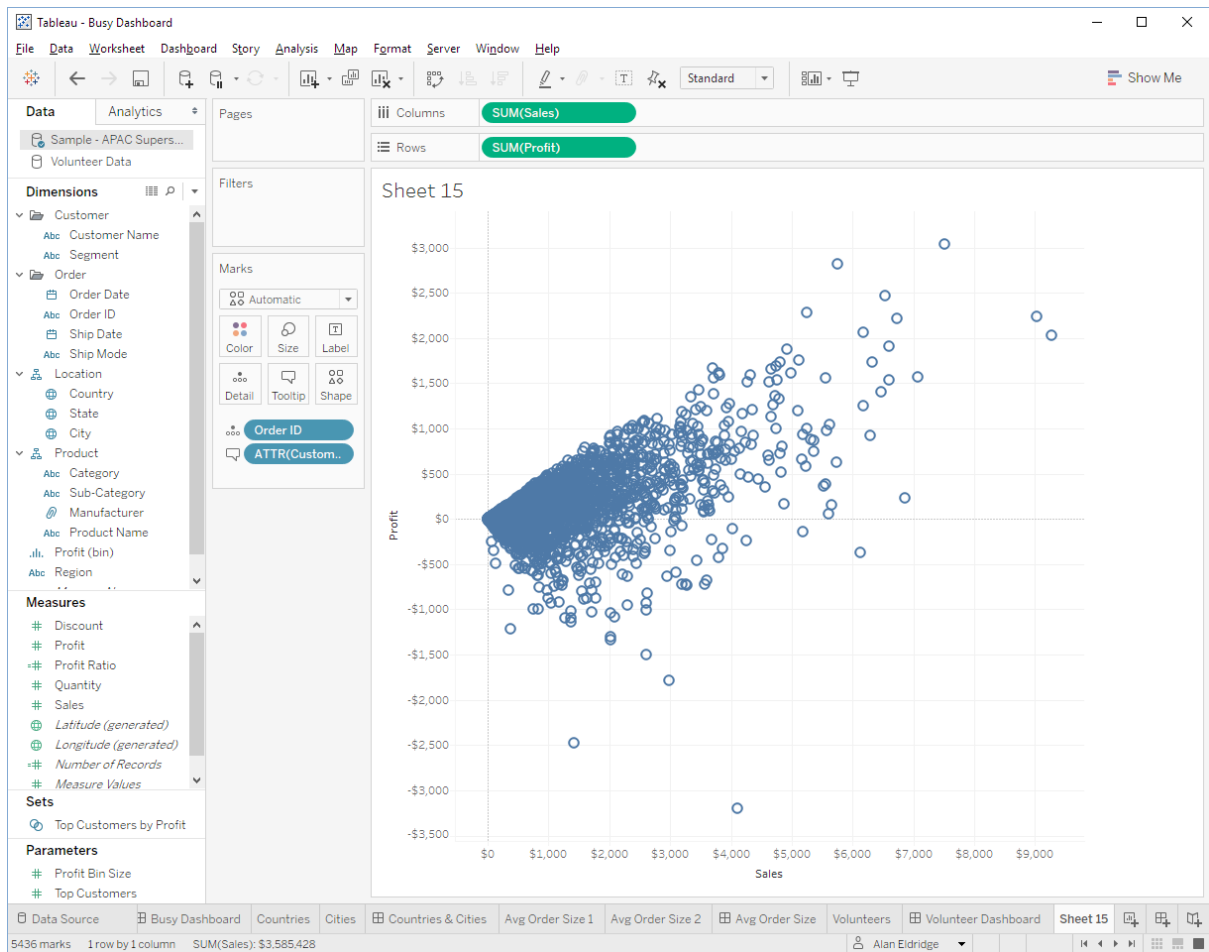 Tableau - Busy Dashboard
File Data Worksheet Dashboard Story Analysis Map Format Server Window Help
Standard
Show Me
Data Analytics
Sample - APAC Supers...
Volunteer Data
Dimensions
Customer
Abc Customer Name
Abc Segment
Order
Order Date
Abc Order ID
Ship Date
Abc Ship Mode
Location
Country
State
City
Product
Abc Category
Abc Sub-Category
Manufacturer
Abc Product Name
Profit (bin)
Abc Region
Measures
# Discount
# Profit
=# Profit Ratio
# Quantity
# Sales
Latitude (generated)
Longitude (generated)
=# Number of Records
# Measure Values
Sets
Top Customers by Profit
Parameters
# Profit Bin Size
# Top Customers
Pages
Filters
Marks
Automatic
Color Size Label
Detail Tooltip Shape
Order ID
ATTR(Custom..
Columns SUM(Sales)
Rows SUM(Profit)
Sheet 15
$3,000
$2,500
$2,000
$1,500
$1,000
$500
$0
-$500
-$1,000
-$1,500
-$2,000
-$2,500
-$3,000
-$3,500
Profit
$0 $1,000 $2,000 $3,000 $4,000 $5,000 $6,000 $7,000 $8,000 $9,000
Sales
Data Source Busy Dashboard Countries Cities Countries & Cities Avg Order Size 1 Avg Order Size 2 Avg Order Size Volunteers Volunteer Dashboard Sheet 15
5436 marks 1 row by 1 column SUM(Sales): $3,585,428 Alan Eldridge